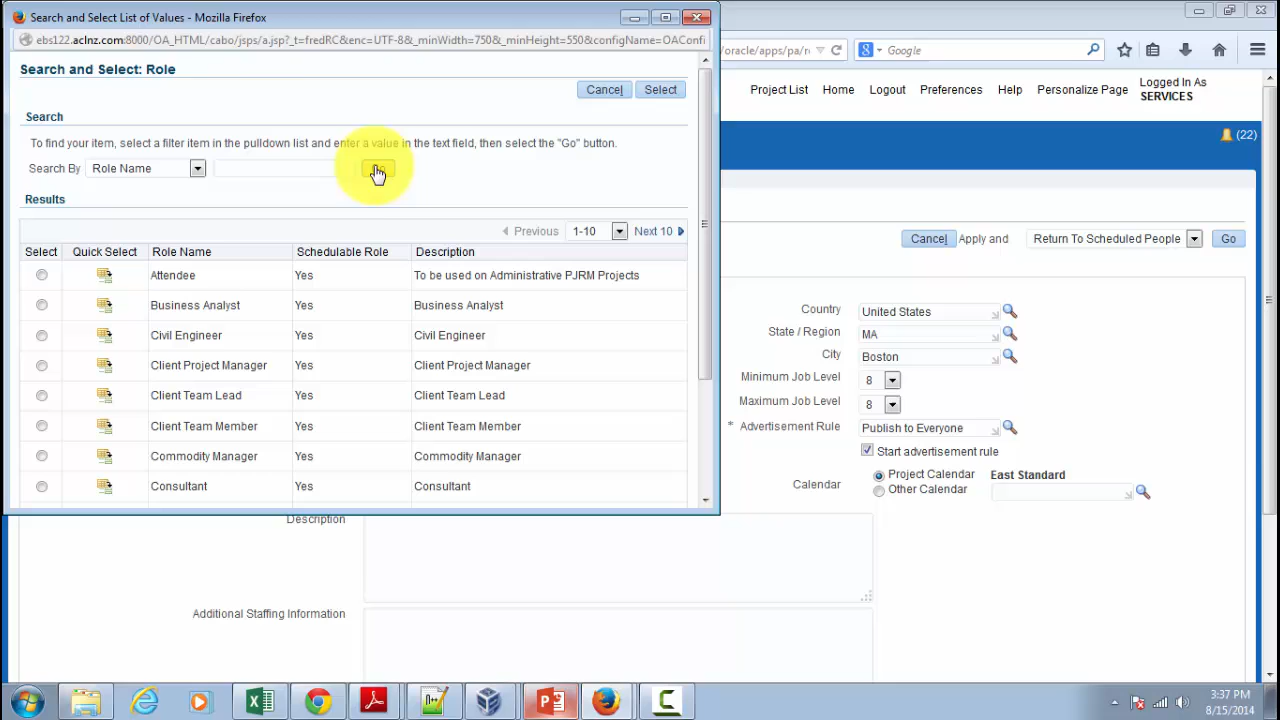 Search and Select List of Values - Mozilla Firefox
ebs122.aclnz.com:8000/OA_HTML/cabo/jsps/a.jsp?_t=fredRC&enc=UTF-8&_minWidth=750&_minHeight=550&configName=OAConfi
Search and Select: Role
Cancel Select
Search
To find your item, select a filter item in the pulldown list and enter a value in the text field, then select the "Go" button.
Search By Role Name
Results
Previous 1-10 Next 10
Select Quick Select Role Name Schedulable Role Description
Attendee Yes To be used on Administrative PJRM Projects
Business Analyst Yes Business Analyst
Civil Engineer Yes Civil Engineer
Client Project Manager Yes Client Project Manager
Client Team Lead Yes Client Team Lead
Client Team Member Yes Client Team Member
Commodity Manager Yes Commodity Manager
Consultant Yes Consultant
/oracle/apps/pa/r
Google
Project List Home Logout Preferences Help Personalize Page Logged In As
SERVICES
(22)
Cancel Apply and Return To Scheduled People Go
Country United States
State / Region MA
City Boston
Minimum Job Level 8
Maximum Job Level 8
* Advertisement Rule Publish to Everyone
Start advertisement rule
Calendar Project Calendar East Standard
Other Calendar
Description
Additional Staffing Information
3:37 PM
8/15/2014